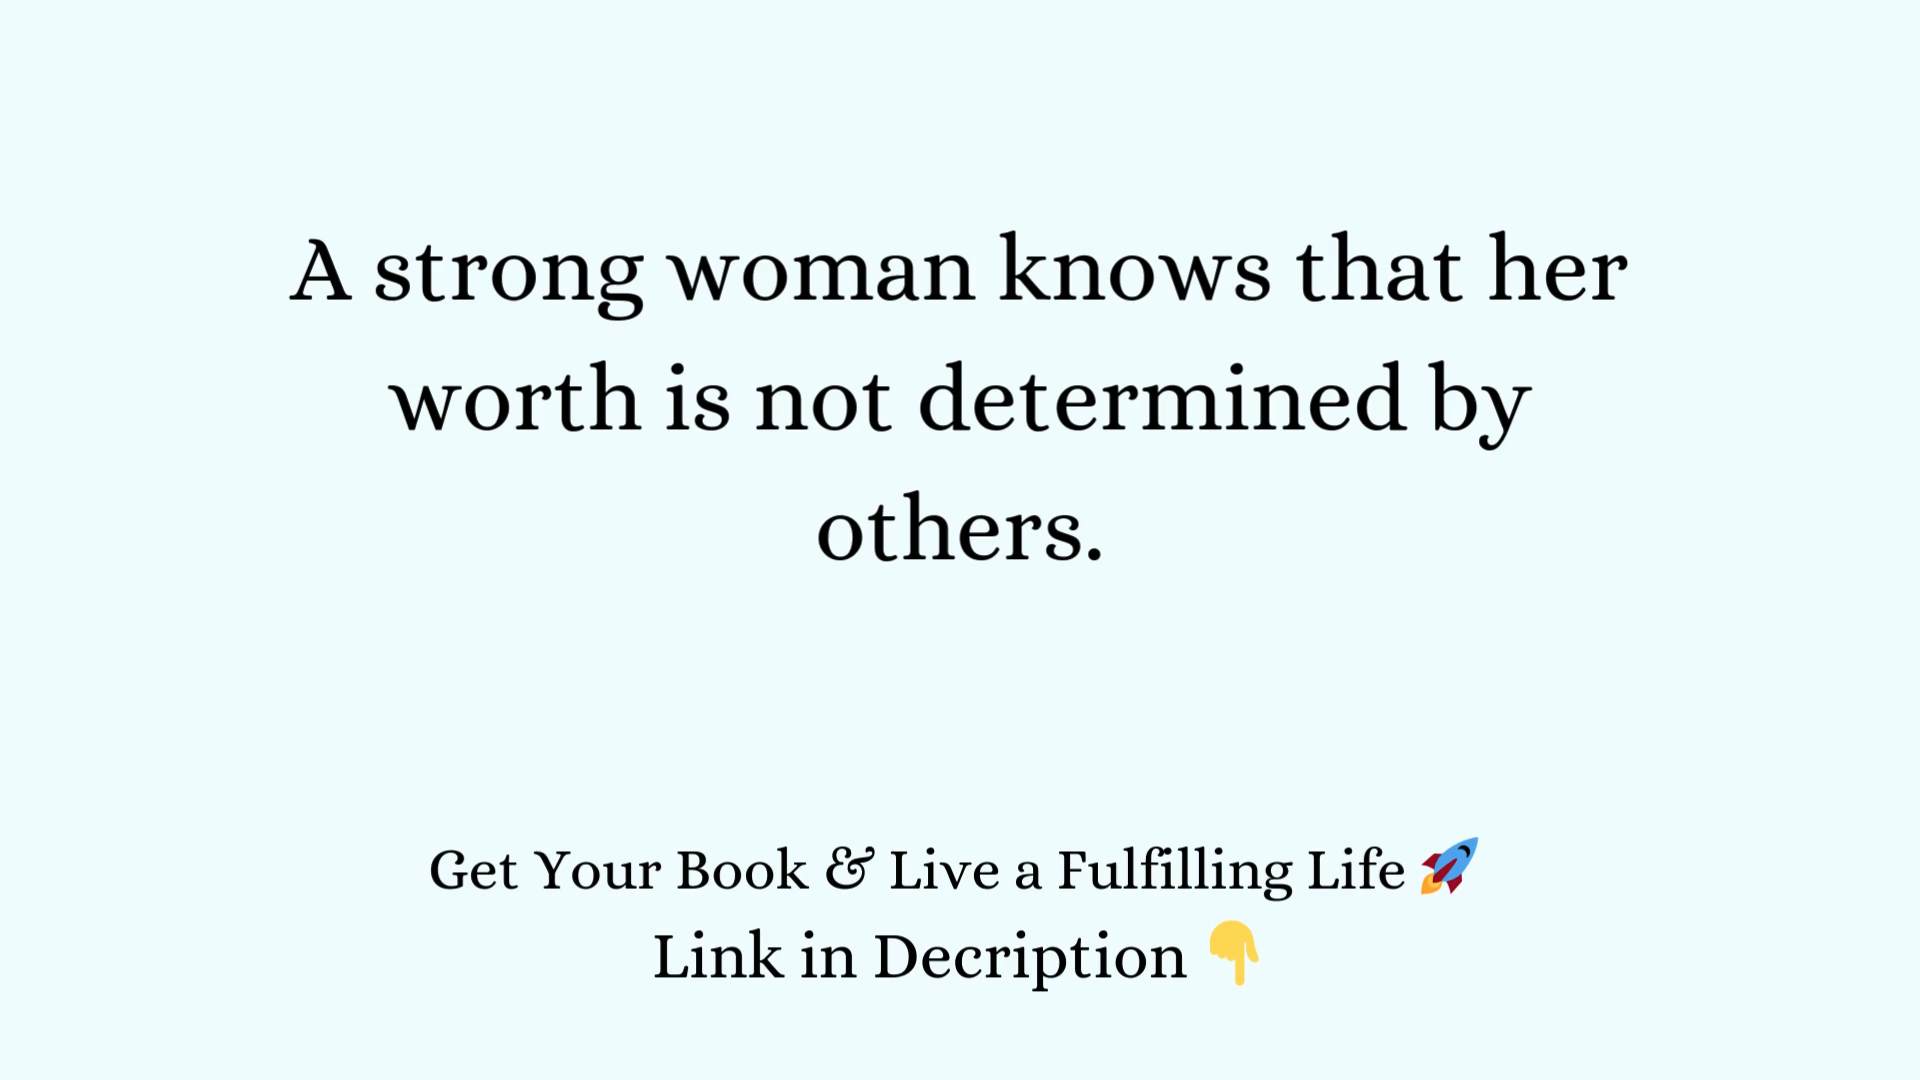 A strong woman knows that her
worth is not determined by
others.
Get Your Book & Live a Fulfilling Life 🚀
Link in Decription 👇